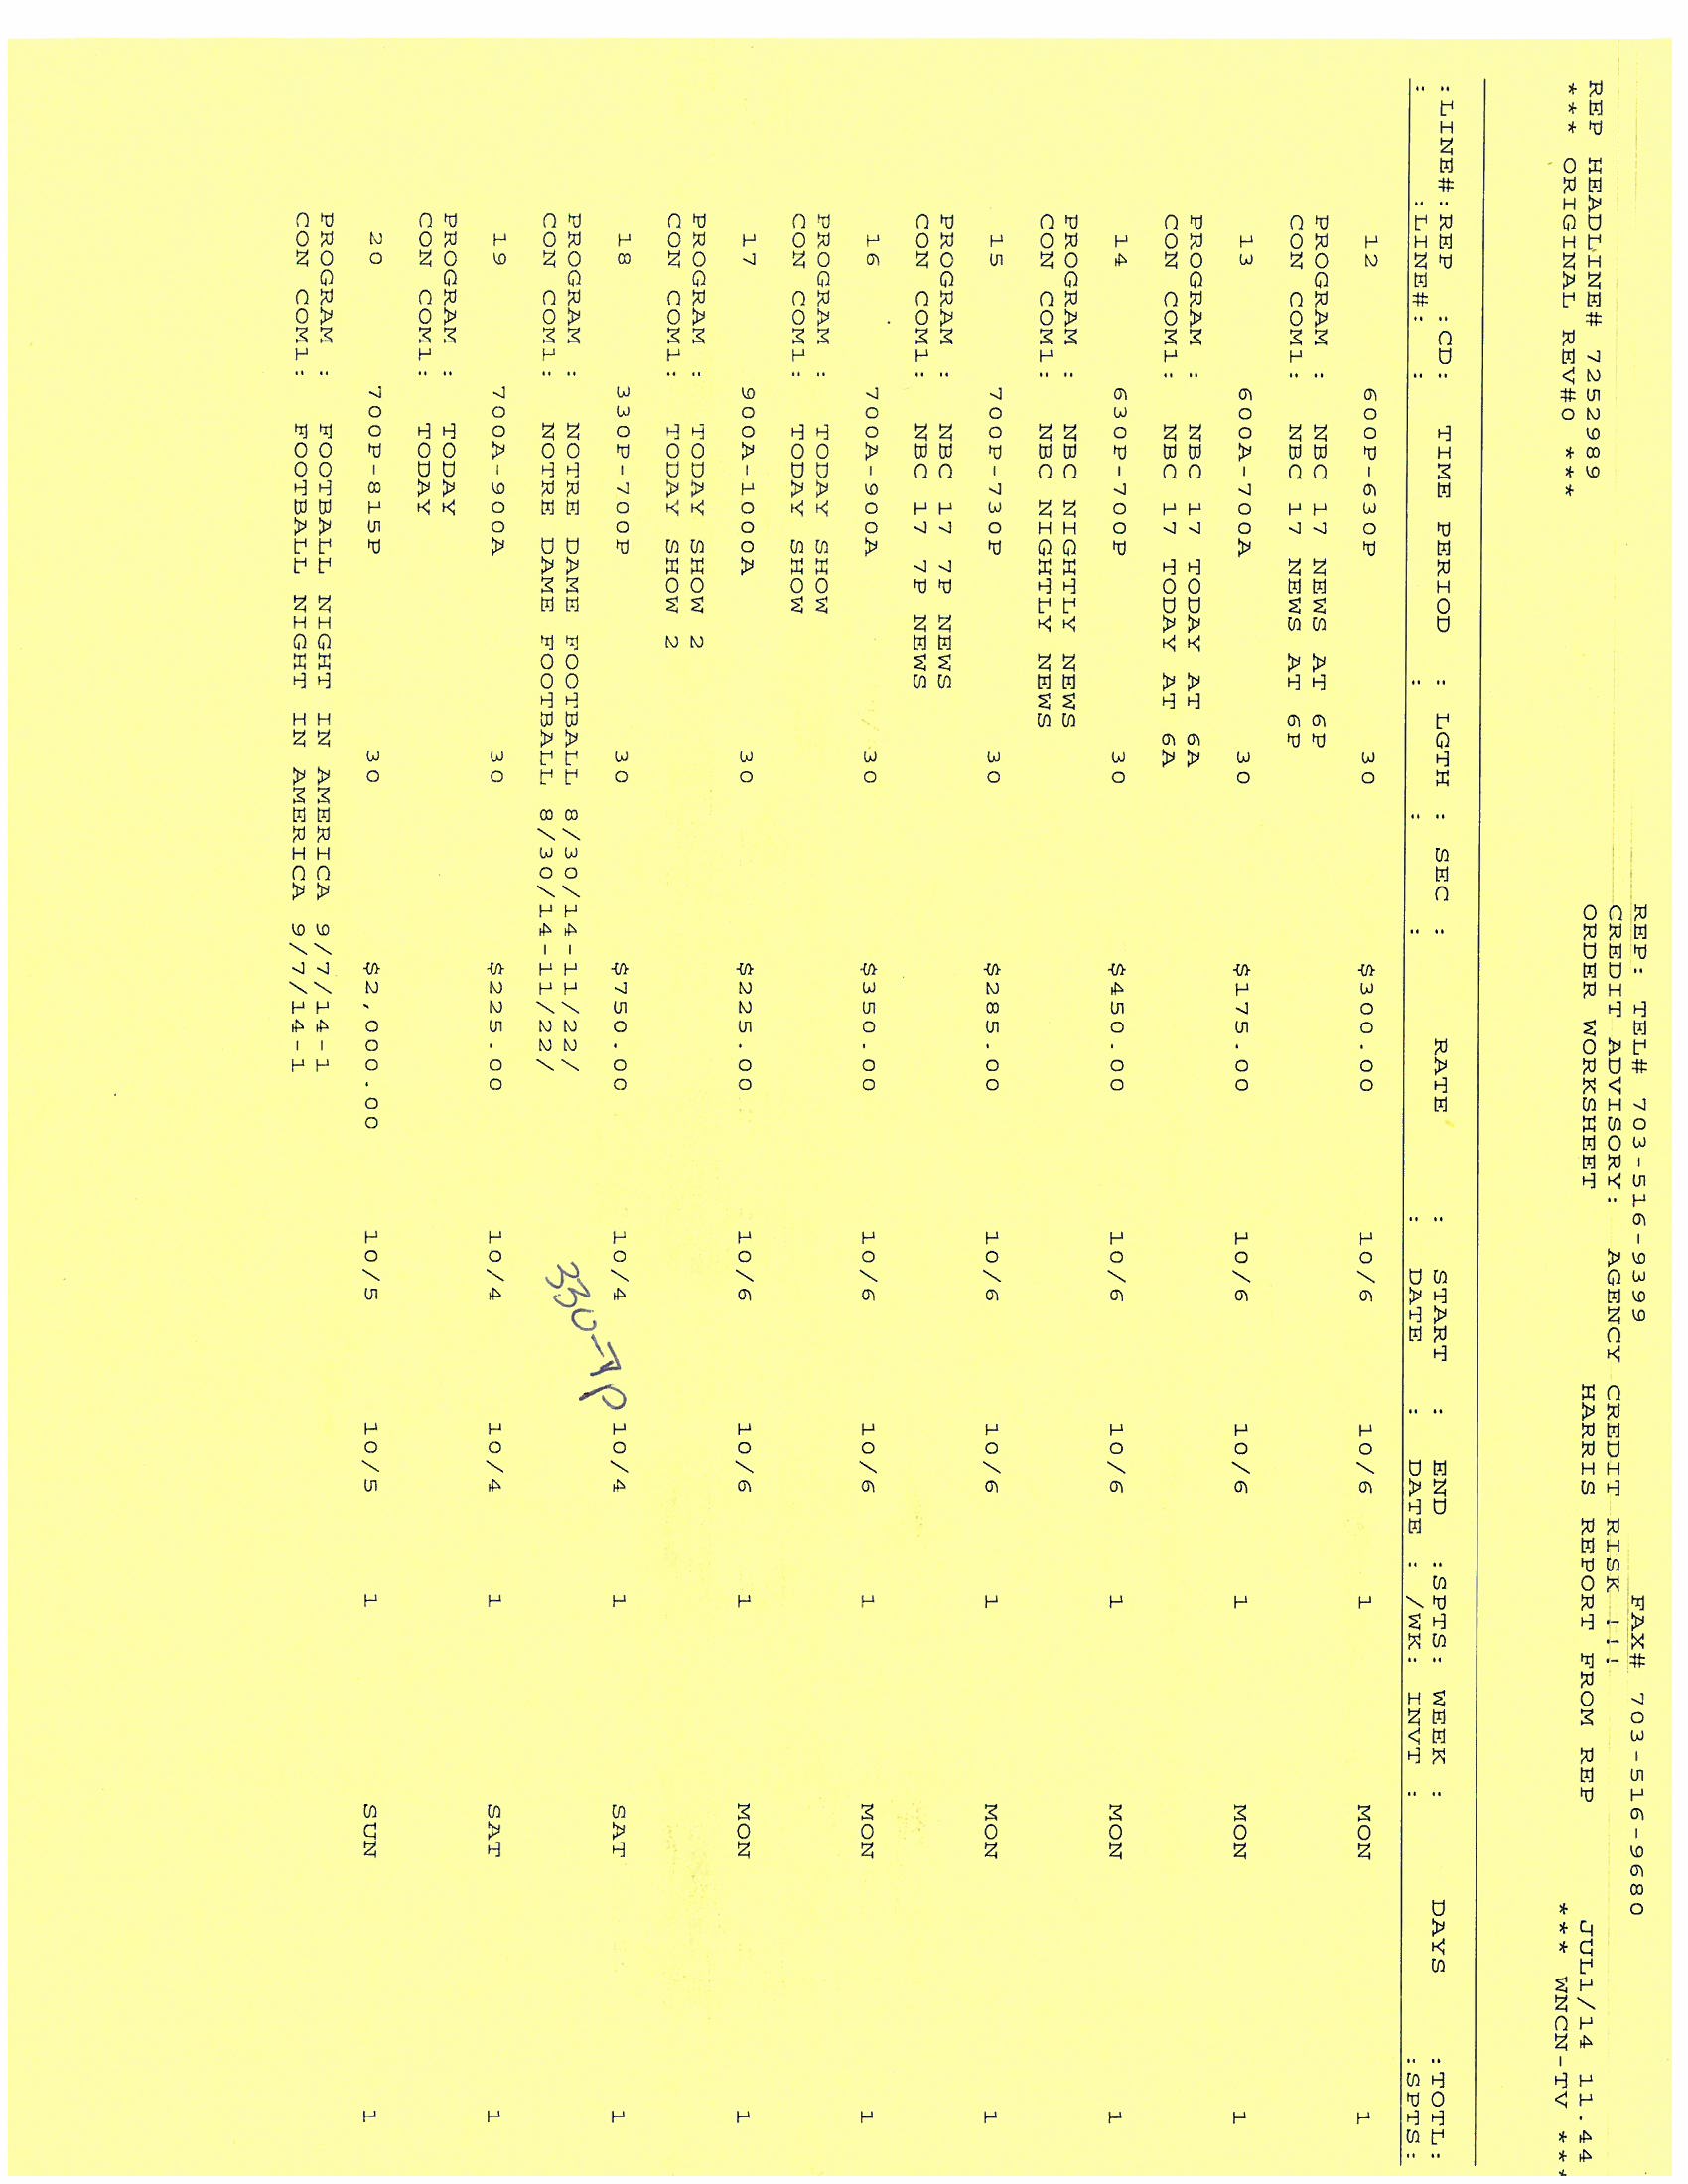 REP: TEL# 703-516-9399 FAX# 703-516-9680
CREDIT ADVISORY: AGENCY CREDIT RISK !!!
REP HEADLINE# 7252989 ORDER WORKSHEET HARRIS REPORT FROM REP JUL1/14 11.44
*** ORIGINAL REV#0 *** *** WNCN-TV ***
:LINE#:REP :CD: TIME PERIOD : LGTH : SEC : RATE : START : END :SPTS: WEEK : DAYS :TOTL:
: :LINE#: : : : : : DATE : DATE : /WK: INVT : :SPTS:
12 600P-630P 30 $300.00 10/6 10/6 1 MON 1
PROGRAM : NBC 17 NEWS AT 6P
CON COM1: NBC 17 NEWS AT 6P
13 600A-700A 30 $175.00 10/6 10/6 1 MON 1
PROGRAM : NBC 17 TODAY AT 6A
CON COM1: NBC 17 TODAY AT 6A
14 630P-700P 30 $450.00 10/6 10/6 1 MON 1
PROGRAM : NBC NIGHTLY NEWS
CON COM1: NBC NIGHTLY NEWS
15 700P-730P 30 $285.00 10/6 10/6 1 MON 1
PROGRAM : NBC 17 7P NEWS
CON COM1: NBC 17 7P NEWS
16 700A-900A 30 $350.00 10/6 10/6 1 MON 1
PROGRAM : TODAY SHOW
CON COM1: TODAY SHOW
17 900A-1000A 30 $225.00 10/6 10/6 1 MON 1
PROGRAM : TODAY SHOW 2
CON COM1: TODAY SHOW 2
18 330P-700P 30 $750.00 10/4 10/4 1 SAT 1
PROGRAM : NOTRE DAME FOOTBALL 8/30/14-11/22/
CON COM1: NOTRE DAME FOOTBALL 8/30/14-11/22/
330-7P
19 700A-900A 30 $225.00 10/4 10/4 1 SAT 1
PROGRAM : TODAY
CON COM1: TODAY
20 700P-815P 30 $2,000.00 10/5 10/5 1 SUN 1
PROGRAM : FOOTBALL NIGHT IN AMERICA 9/7/14-1
CON COM1: FOOTBALL NIGHT IN AMERICA 9/7/14-1